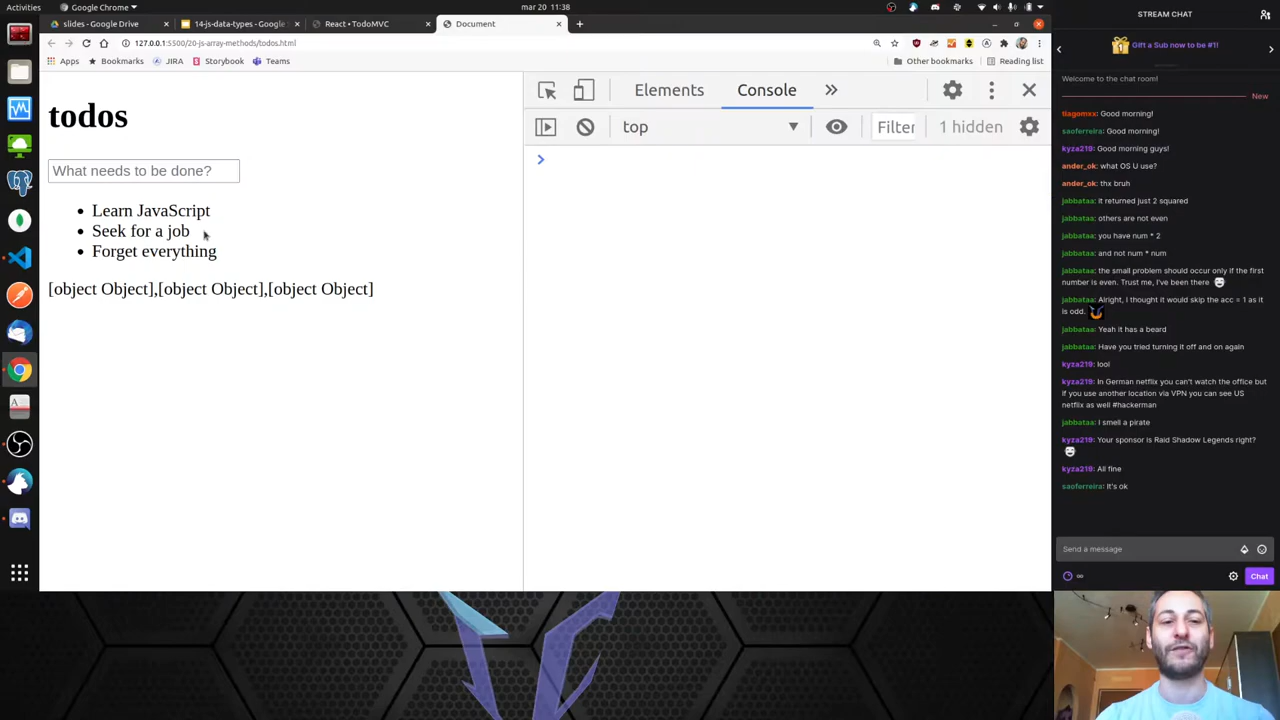 Activities
Google Chrome
mar 20 11:38
slides - Google Drive
14-js-data-types - Google S
React • TodoMVC
Document
127.0.0.1:5500/20-js-array-methods/todos.html
Apps
Bookmarks
JIRA
Storybook
Teams
Other bookmarks
Reading list
todos
What needs to be done?
Learn JavaScript
Seek for a job
Forget everything
[object Object],[object Object],[object Object]
Elements
Console
top
Filter
1 hidden
STREAM CHAT
Gift a Sub now to be #1!
Welcome to the chat room!
New
tiagomxx: Good morning!
saoferreira: Good morning!
kyza219: Good morning guys!
ander_ok: what OS U use?
ander_ok: thx bruh
jabbataa: it returned just 2 squared
jabbataa: others are not even
jabbataa: you have num * 2
jabbataa: and not num * num
jabbataa: the small problem should occur only if the first
number is even. Trust me, I've been there
jabbataa: Alright, I thought it would skip the acc = 1 as it
is odd.
jabbataa: Yeah it has a beard
jabbataa: Have you tried turning it off and on again
kyza219: lool
kyza219: In German netflix you can't watch the office but
if you use another location via VPN you can see US
netflix as well #hackerman
jabbataa: I smell a pirate
kyza219: Your sponsor is Raid Shadow Legends right?
kyza219: All fine
saoferreira: It's ok
Send a message
Chat